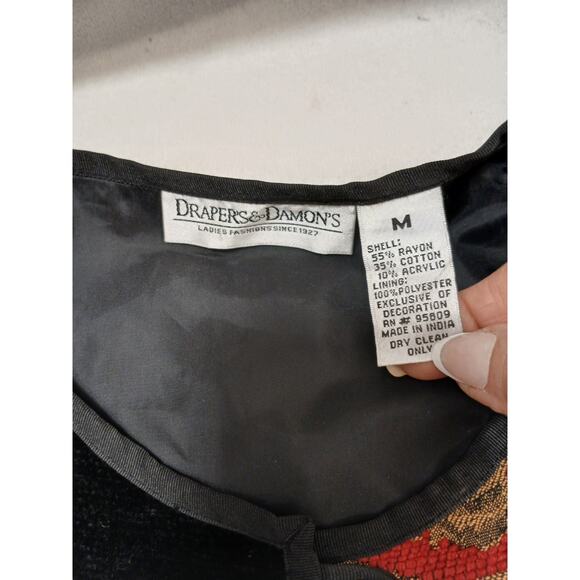 DRAPER'S & DAMON'S
LADIES FASHIONS SINCE 1927
M
SHELL:
55% RAYON
35% COTTON
10% ACRYLIC
LINING:
100% POLYESTER
EXCLUSIVE OF
DECORATION
RN # 95809
MADE IN INDIA
DRY CLEAN
ONLY